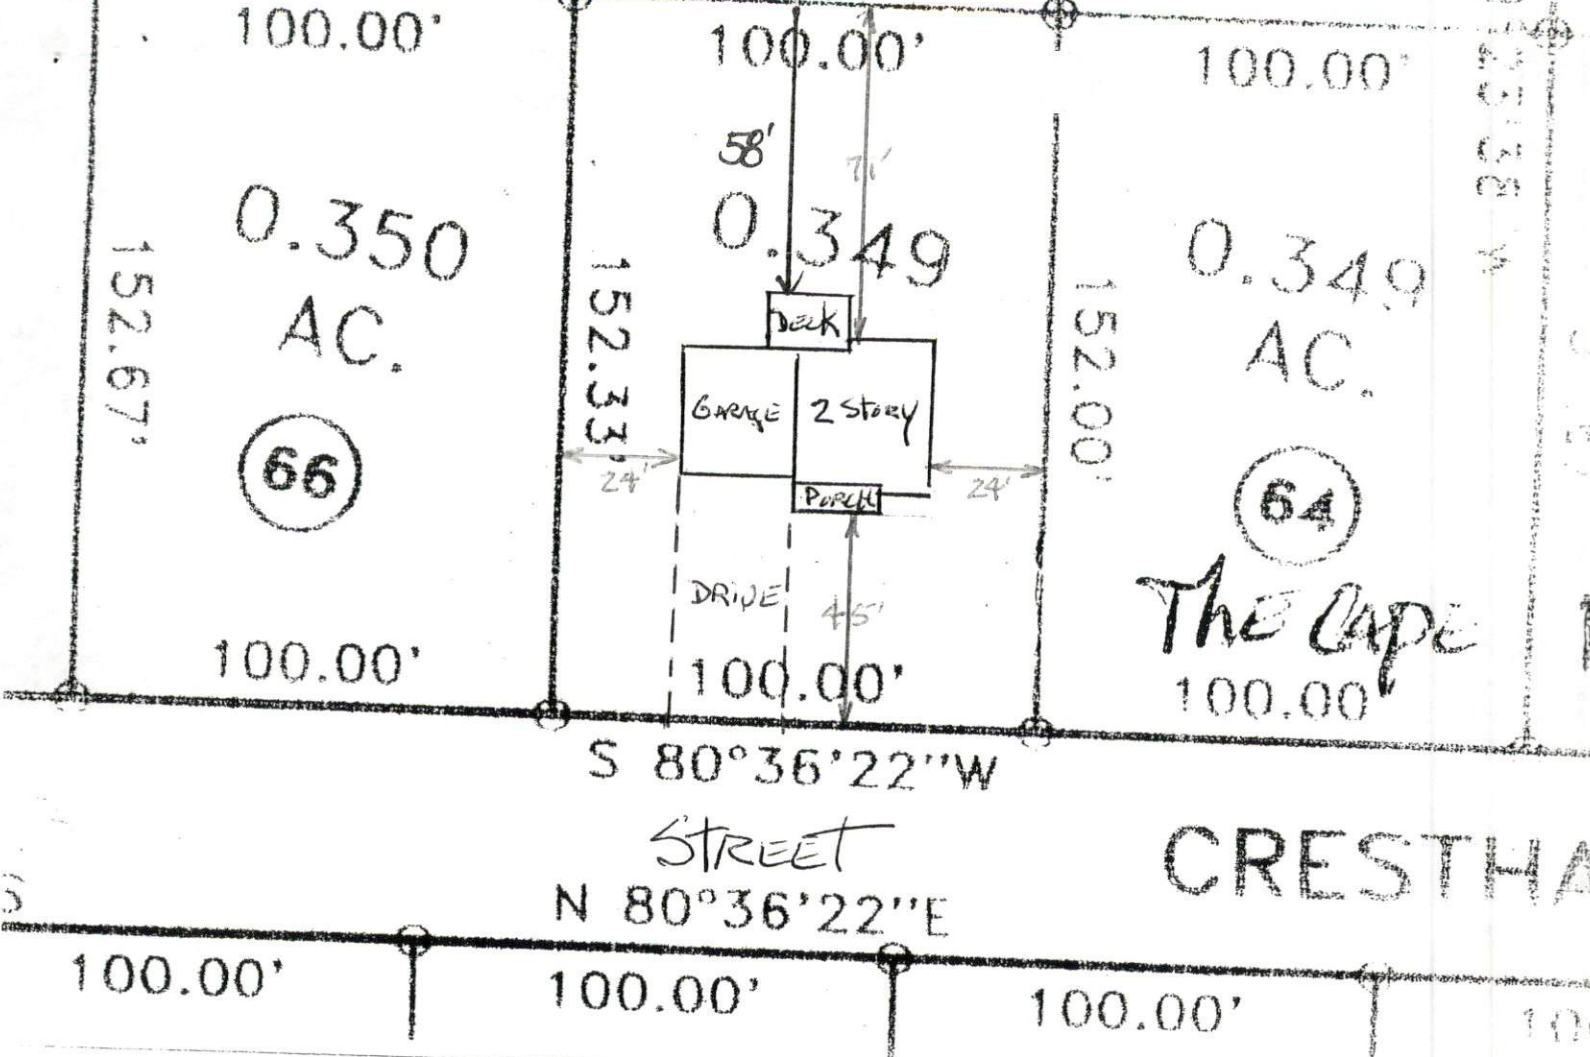 100.00'
100.00'
100.00'
58'
71'
0.350
AC.
66
152.67'
100.00'
0.349
152.33'
DECK
GARAGE
2 STORY
PORCH
24'
24'
DRIVE
45'
100.00'
152.00'
0.349
AC.
64
The Cape
100.00'
S 80°36'22"W
STREET
N 80°36'22"E
CRESTHA
100.00'
100.00'
100.00'